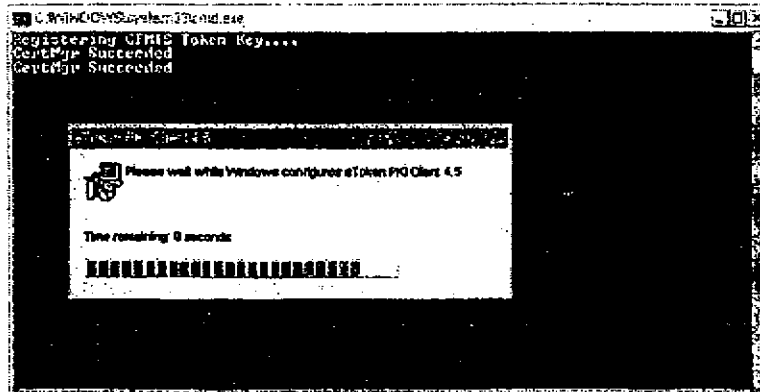 C:\WINDOWS\system32\cmd.exe
Registering GFMIS Token Key....
CertMgr Succeeded
CertMgr Succeeded
Please wait while Windows configures eToken PKI Client 4.5
Time remaining: 0 seconds